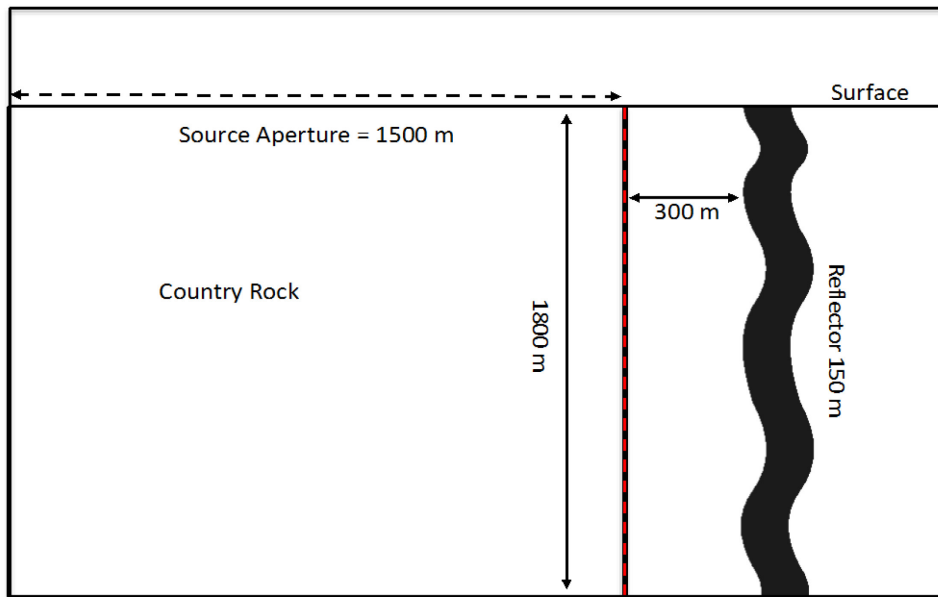 Surface
Source Aperture = 1500 m
300 m
Country Rock
1800 m
Reflector 150 m